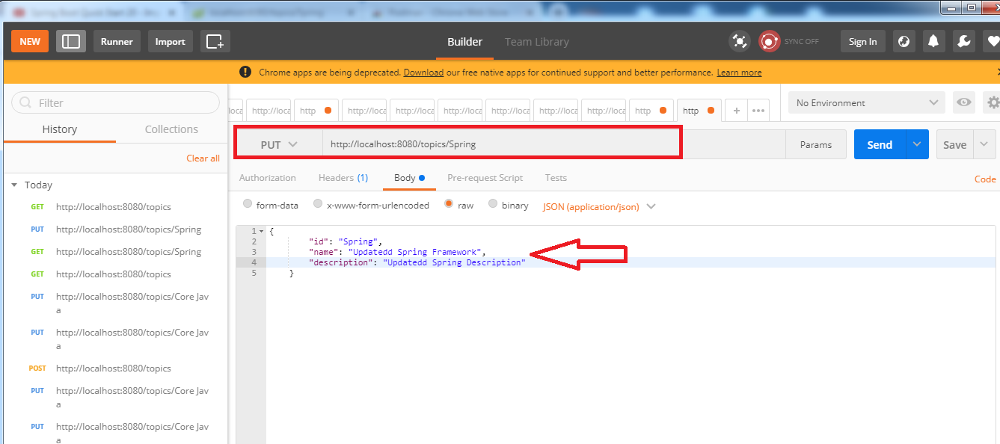 NEW Runner Import Builder Team Library SYNC OFF Sign In
! Chrome apps are being deprecated. Download our free native apps for continued support and better performance. Learn more
Filter
History Collections
Clear all
Today
GET http://localhost:8080/topics
PUT http://localhost:8080/topics/Spring
GET http://localhost:8080/topics/Spring
GET http://localhost:8080/topics
PUT http://localhost:8080/topics/Core Jav
a
PUT http://localhost:8080/topics/Core Jav
a
POST http://localhost:8080/topics
PUT http://localhost:8080/topics/Core Jav
a
PUT http://localhost:8080/topics/Core Jav
a
loca http://loca http http://loca http://loca http://loca http://loca http://loca http://loca http http + •••
No Environment
PUT http://localhost:8080/topics/Spring Params Send Save
Authorization Headers (1) Body Pre-request Script Tests Code
form-data x-www-form-urlencoded raw binary JSON (application/json)
1 {
2 "id": "Spring",
3 "name": "Updatedd Spring Framework",
4 "description": "Updatedd Spring Description"
5 }